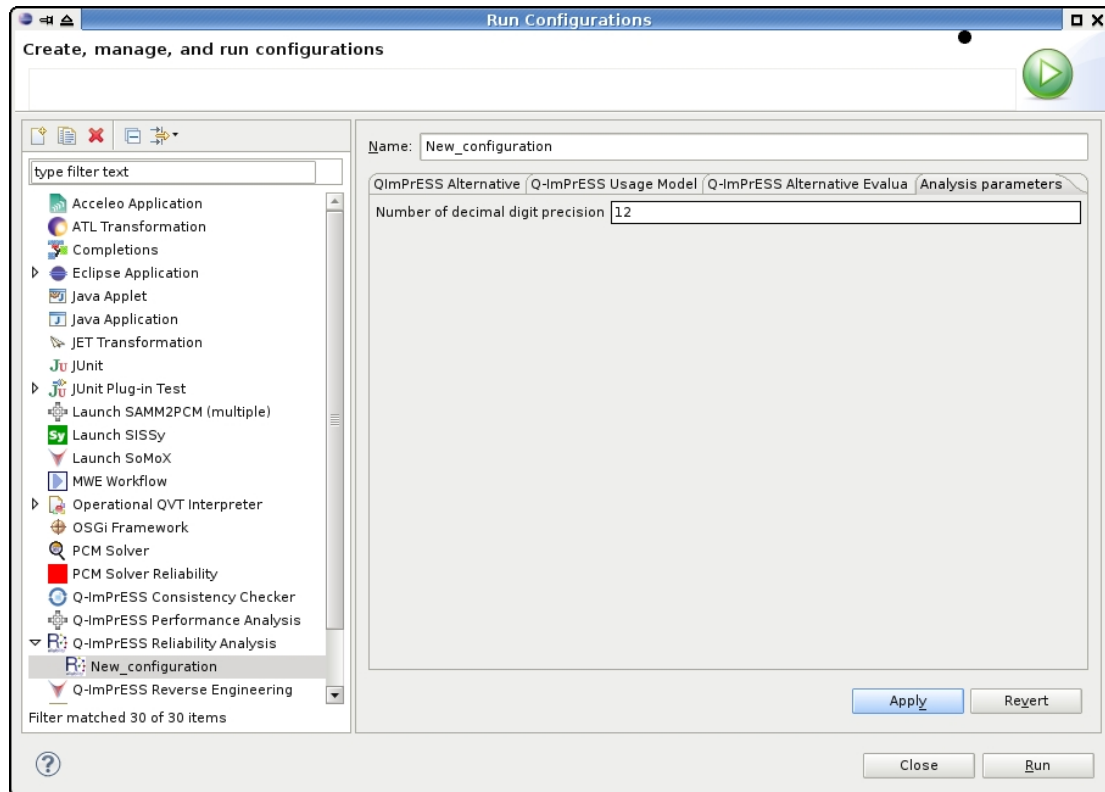 Run Configurations
Create, manage, and run configurations
type filter text
Acceleo Application
ATL Transformation
Completions
Eclipse Application
Java Applet
Java Application
JET Transformation
JUnit
JUnit Plug-in Test
Launch SAMM2PCM (multiple)
Launch SISSy
Launch SoMoX
MWE Workflow
Operational QVT Interpreter
OSGi Framework
PCM Solver
PCM Solver Reliability
Q-ImPrESS Consistency Checker
Q-ImPrESS Performance Analysis
Q-ImPrESS Reliability Analysis
New_configuration
Q-ImPrESS Reverse Engineering
Filter matched 30 of 30 items
Name: New_configuration
QImPrESS Alternative Q-ImPrESS Usage Model Q-ImPrESS Alternative Evalua Analysis parameters
Number of decimal digit precision 12
Apply Revert
Close Run